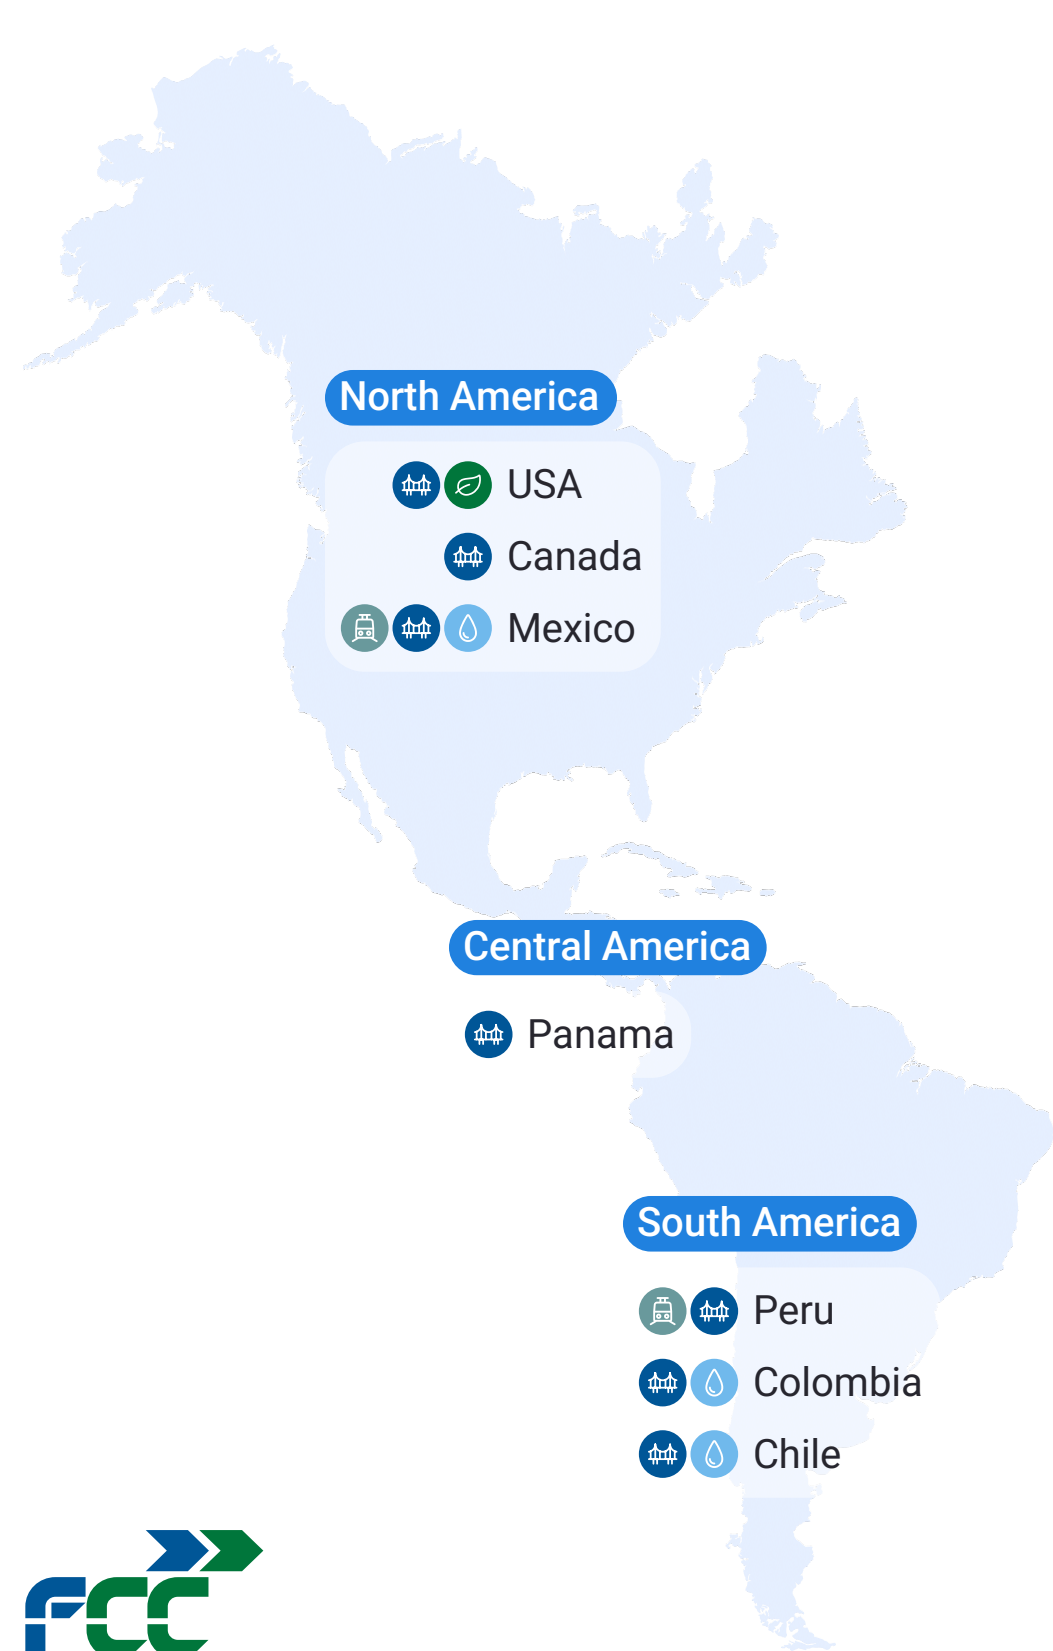 North America
USA
Canada
Mexico
Central America
Panama
South America
Peru
Colombia
Chile
FCC